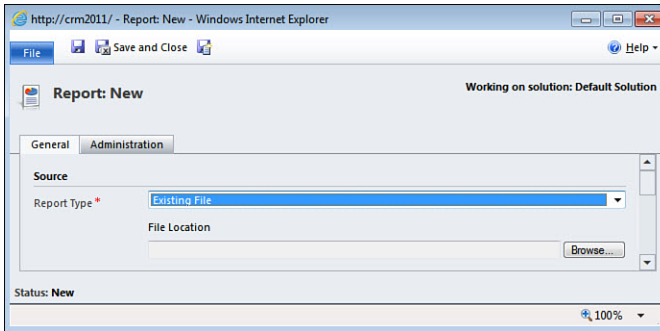 http://crm2011/ - Report: New - Windows Internet Explorer
File Save and Close Help
Report: New Working on solution: Default Solution
General Administration
Source
Report Type * Existing File
File Location
Browse...
Status: New
100%